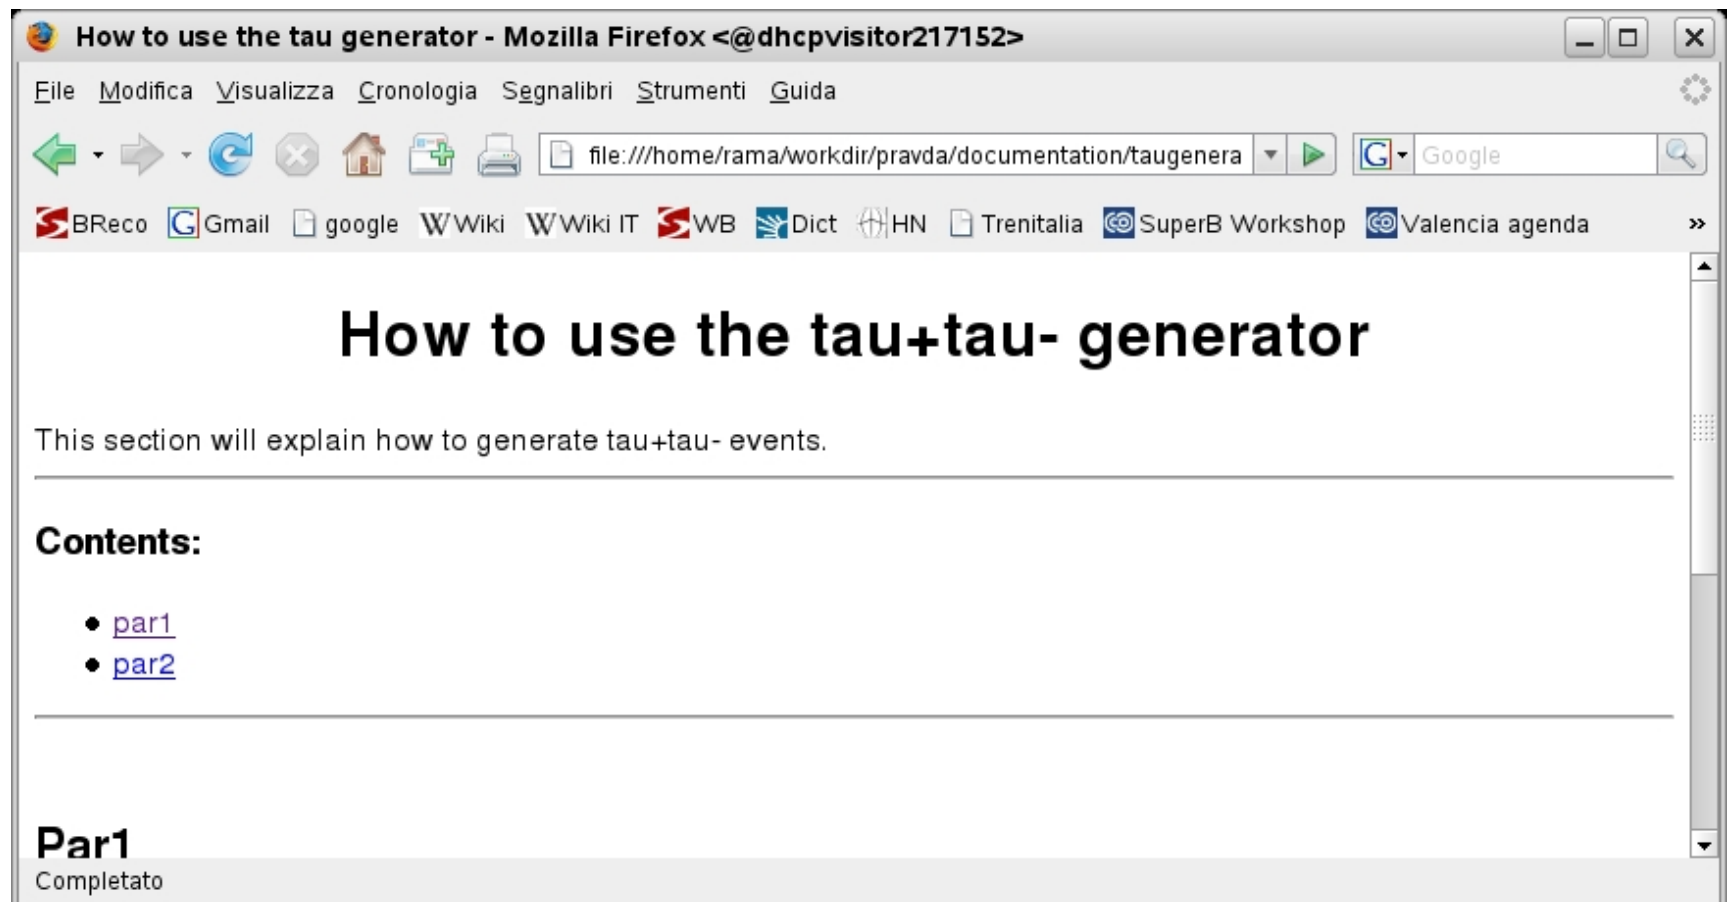 How to use the tau generator - Mozilla Firefox <@dhcpvisitor217152>
File Modifica Visualizza Cronologia Segnalibri Strumenti Guida
file:///home/rama/workdir/pravda/documentation/taugenera G Google
BReco G Gmail google W Wiki W Wiki IT WB Dict HN Trenitalia SuperB Workshop Valencia agenda »
How to use the tau+tau- generator
This section will explain how to generate tau+tau- events.
Contents:
• par1
• par2
Par1
Completato